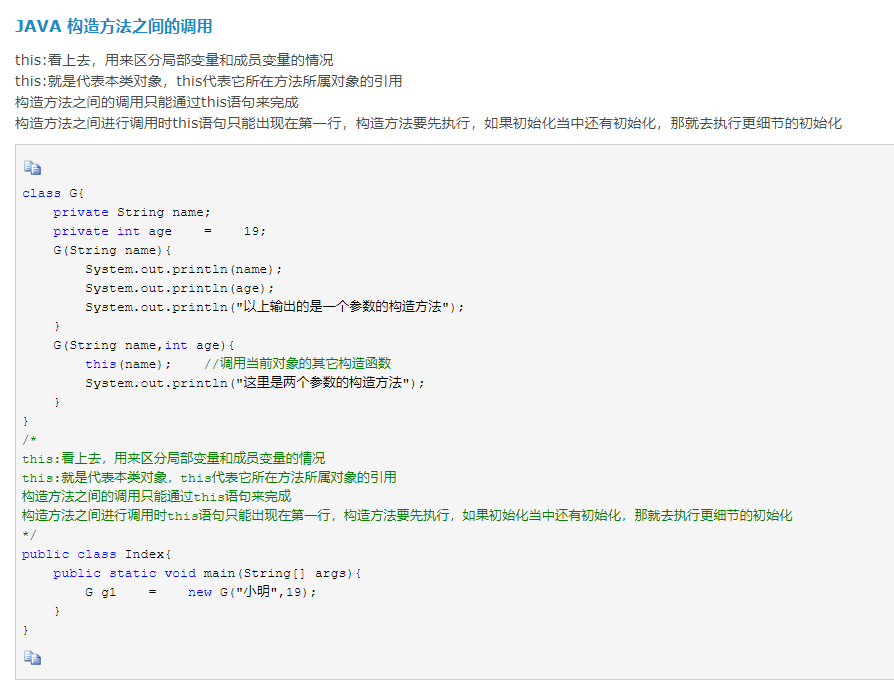 JAVA 构造方法之间的调用
this:看上去，用来区分局部变量和成员变量的情况
this:就是代表本类对象，this代表它所在方法所属对象的引用
构造方法之间的调用只能通过this语句来完成
构造方法之间进行调用时this语句只能出现在第一行，构造方法要先执行，如果初始化当中还有初始化，那就去执行更细节的初始化
class G{
    private String name;
    private int age    =    19;
    G(String name){
        System.out.println(name);
        System.out.println(age);
        System.out.println("以上输出的是一个参数的构造方法");
    }
    G(String name,int age){
        this(name);    //调用当前对象的其它构造函数
        System.out.println("这里是两个参数的构造方法");
    }
}
/*
this:看上去，用来区分局部变量和成员变量的情况
this:就是代表本类对象，this代表它所在方法所属对象的引用
构造方法之间的调用只能通过this语句来完成
构造方法之间进行调用时this语句只能出现在第一行，构造方法要先执行，如果初始化当中还有初始化，那就去执行更细节的初始化
*/
public class Index{
    public static void main(String[] args){
        G g1    =    new G("小明",19);
    }
}